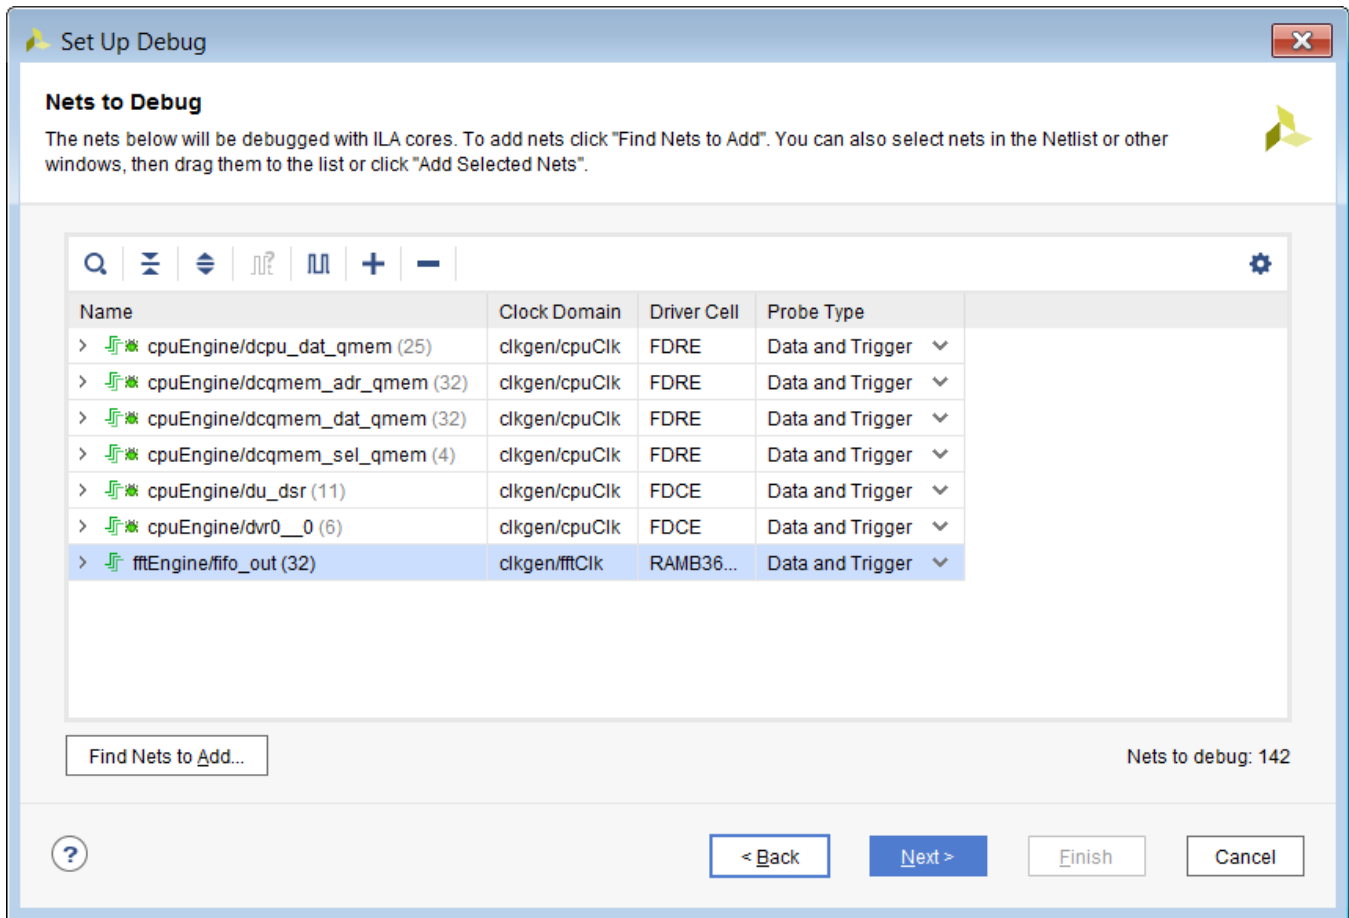 Set Up Debug
Nets to Debug
The nets below will be debugged with ILA cores. To add nets click "Find Nets to Add". You can also select nets in the Netlist or other
windows, then drag them to the list or click "Add Selected Nets".
Name Clock Domain Driver Cell Probe Type
cpuEngine/dcpu_dat_qmem (25) clkgen/cpuClk FDRE Data and Trigger
cpuEngine/dcqmem_adr_qmem (32) clkgen/cpuClk FDRE Data and Trigger
cpuEngine/dcqmem_dat_qmem (32) clkgen/cpuClk FDRE Data and Trigger
cpuEngine/dcqmem_sel_qmem (4) clkgen/cpuClk FDRE Data and Trigger
cpuEngine/du_dsr (11) clkgen/cpuClk FDCE Data and Trigger
cpuEngine/dvr0__0 (6) clkgen/cpuClk FDCE Data and Trigger
fftEngine/fifo_out (32) clkgen/fftClk RAMB36... Data and Trigger
Find Nets to Add... Nets to debug: 142
? < Back Next > Finish Cancel